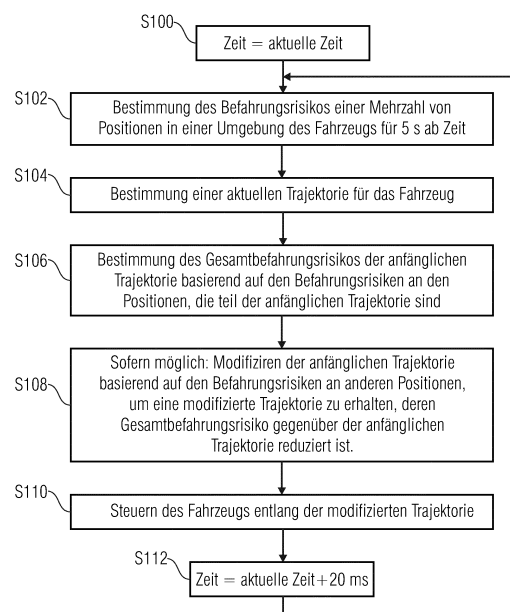 S100
Zeit = aktuelle Zeit
S102
Bestimmung des Befahrungsrisikos einer Mehrzahl von
Positionen in einer Umgebung des Fahrzeugs für 5 s ab Zeit
S104
Bestimmung einer aktuellen Trajektorie für das Fahrzeug
S106
Bestimmung des Gesamtbefahrungsrisikos der anfänglichen
Trajektorie basierend auf den Befahrungsrisiken an den
Positionen, die teil der anfänglichen Trajektorie sind
S108
Sofern möglich: Modifiziren der anfänglichen Trajektorie
basierend auf den Befahrungsrisiken an anderen Positionen,
um eine modifizierte Trajektorie zu erhalten, deren
Gesamtbefahrungsrisiko gegenüber der anfänglichen
Trajektorie reduziert ist.
S110
Steuern des Fahrzeugs entlang der modifizierten Trajektorie
S112
Zeit = aktuelle Zeit+20 ms